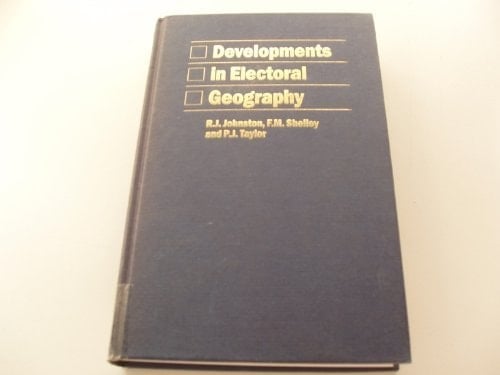 Developments
in Electoral
Geography
R.J. Johnston, F.M. Shelley
and P.J. Taylor